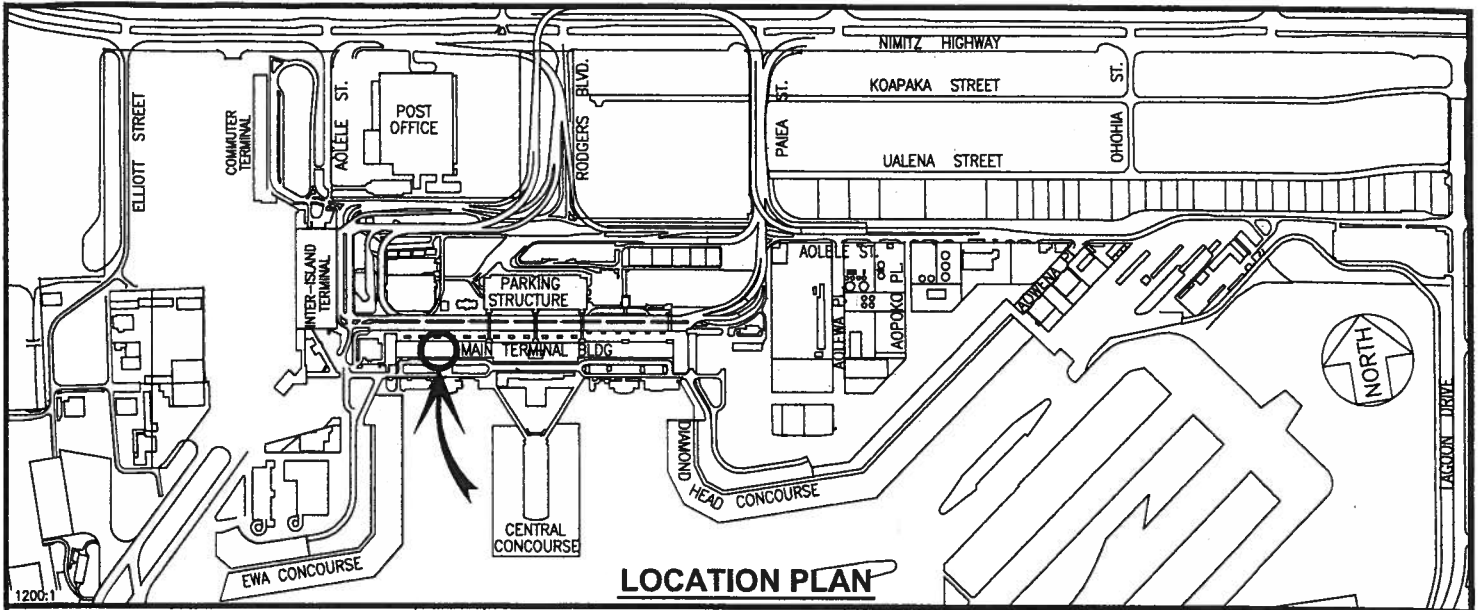 NIMITZ HIGHWAY
KOAPAKA STREET
UALENA STREET
ELLIOTT STREET
COMMUTER
TERMINAL
AOLELE ST.
POST
OFFICE
RODGERS BLVD.
PAIEA ST.
OHOHIA ST.
INTER-ISLAND
TERMINAL
PARKING
STRUCTURE
MAIN TERMINAL BLDG
AOLELE ST.
AOLEWA PL.
AOPOKO PL.
AOWENA PL.
NORTH
LAGOON DRIVE
DIAMOND
HEAD CONCOURSE
CENTRAL
CONCOURSE
EWA CONCOURSE
LOCATION PLAN
1200:1